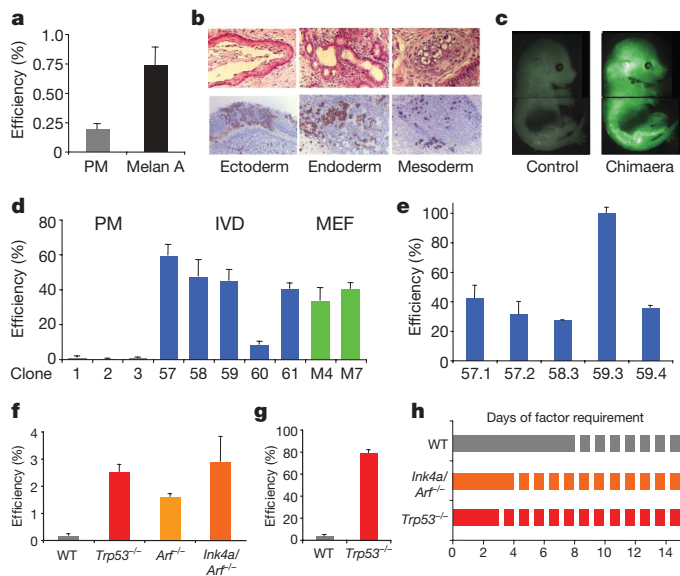 a
Efficiency (%)
1.0
0.75
0.50
0.25
0
PM Melan A
b
Ectoderm Endoderm Mesoderm
c
Control Chimaera
d
PM IVD MEF
Efficiency (%)
80
60
40
20
0
Clone 1 2 3 57 58 59 60 61 M4 M7
e
Efficiency (%)
100
80
60
40
20
0
57.1 57.2 58.3 59.3 59.4
f
Efficiency (%)
4
3
2
1
0
WT Trp53–/– Arf–/– Ink4a/
Arf–/–
g
Efficiency (%)
100
80
60
40
20
0
WT Trp53–/–
h
Days of factor requirement
WT
Ink4a/
Arf–/–
Trp53–/–
0 2 4 6 8 10 12 14